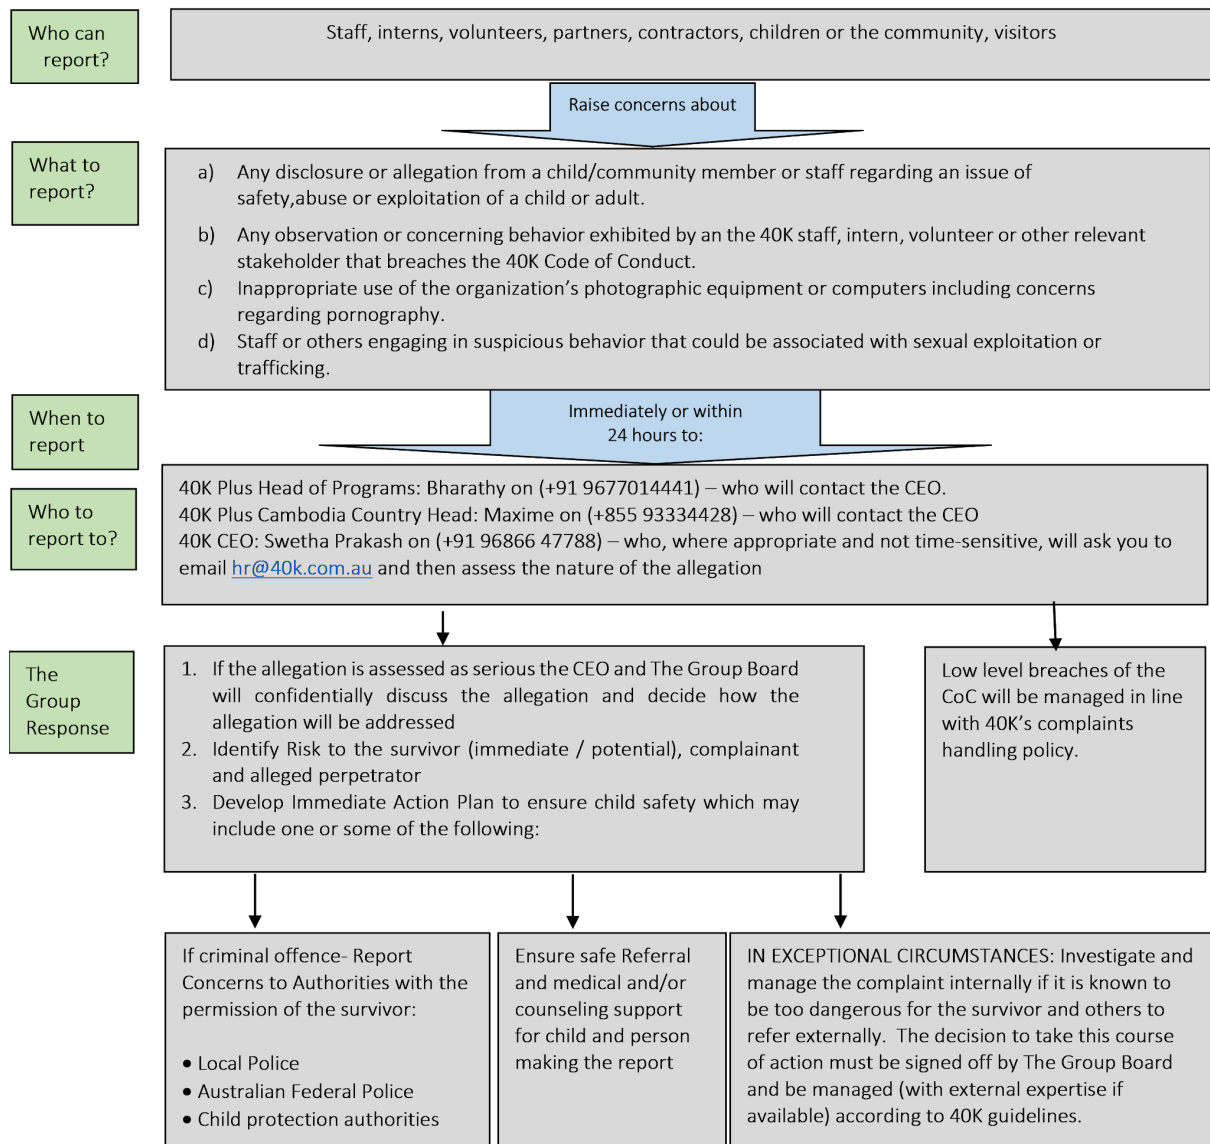 Who can
report?
Staff, interns, volunteers, partners, contractors, children or the community, visitors
Raise concerns about
What to
report?
a) Any disclosure or allegation from a child/community member or staff regarding an issue of
safety,abuse or exploitation of a child or adult.
b) Any observation or concerning behavior exhibited by an the 40K staff, intern, volunteer or other relevant
stakeholder that breaches the 40K Code of Conduct.
c) Inappropriate use of the organization’s photographic equipment or computers including concerns
regarding pornography.
d) Staff or others engaging in suspicious behavior that could be associated with sexual exploitation or
trafficking.
When to
report
Immediately or within
24 hours to:
Who to
report to?
40K Plus Head of Programs: Bharathy on (+91 9677014441) – who will contact the CEO.
40K Plus Cambodia Country Head: Maxime on (+855 93334428) – who will contact the CEO
40K CEO: Swetha Prakash on (+91 96866 47788) – who, where appropriate and not time-sensitive, will ask you to
email hr@40k.com.au and then assess the nature of the allegation
The
Group
Response
1. If the allegation is assessed as serious the CEO and The Group Board
will confidentially discuss the allegation and decide how the
allegation will be addressed
2. Identify Risk to the survivor (immediate / potential), complainant
and alleged perpetrator
3. Develop Immediate Action Plan to ensure child safety which may
include one or some of the following:
Low level breaches of the
CoC will be managed in line
with 40K’s complaints
handling policy.
If criminal offence- Report
Concerns to Authorities with the
permission of the survivor:
• Local Police
• Australian Federal Police
• Child protection authorities
Ensure safe Referral
and medical and/or
counseling support
for child and person
making the report
IN EXCEPTIONAL CIRCUMSTANCES: Investigate and
manage the complaint internally if it is known to
be too dangerous for the survivor and others to
refer externally.  The decision to take this course
of action must be signed off by The Group Board
and be managed (with external expertise if
available) according to 40K guidelines.